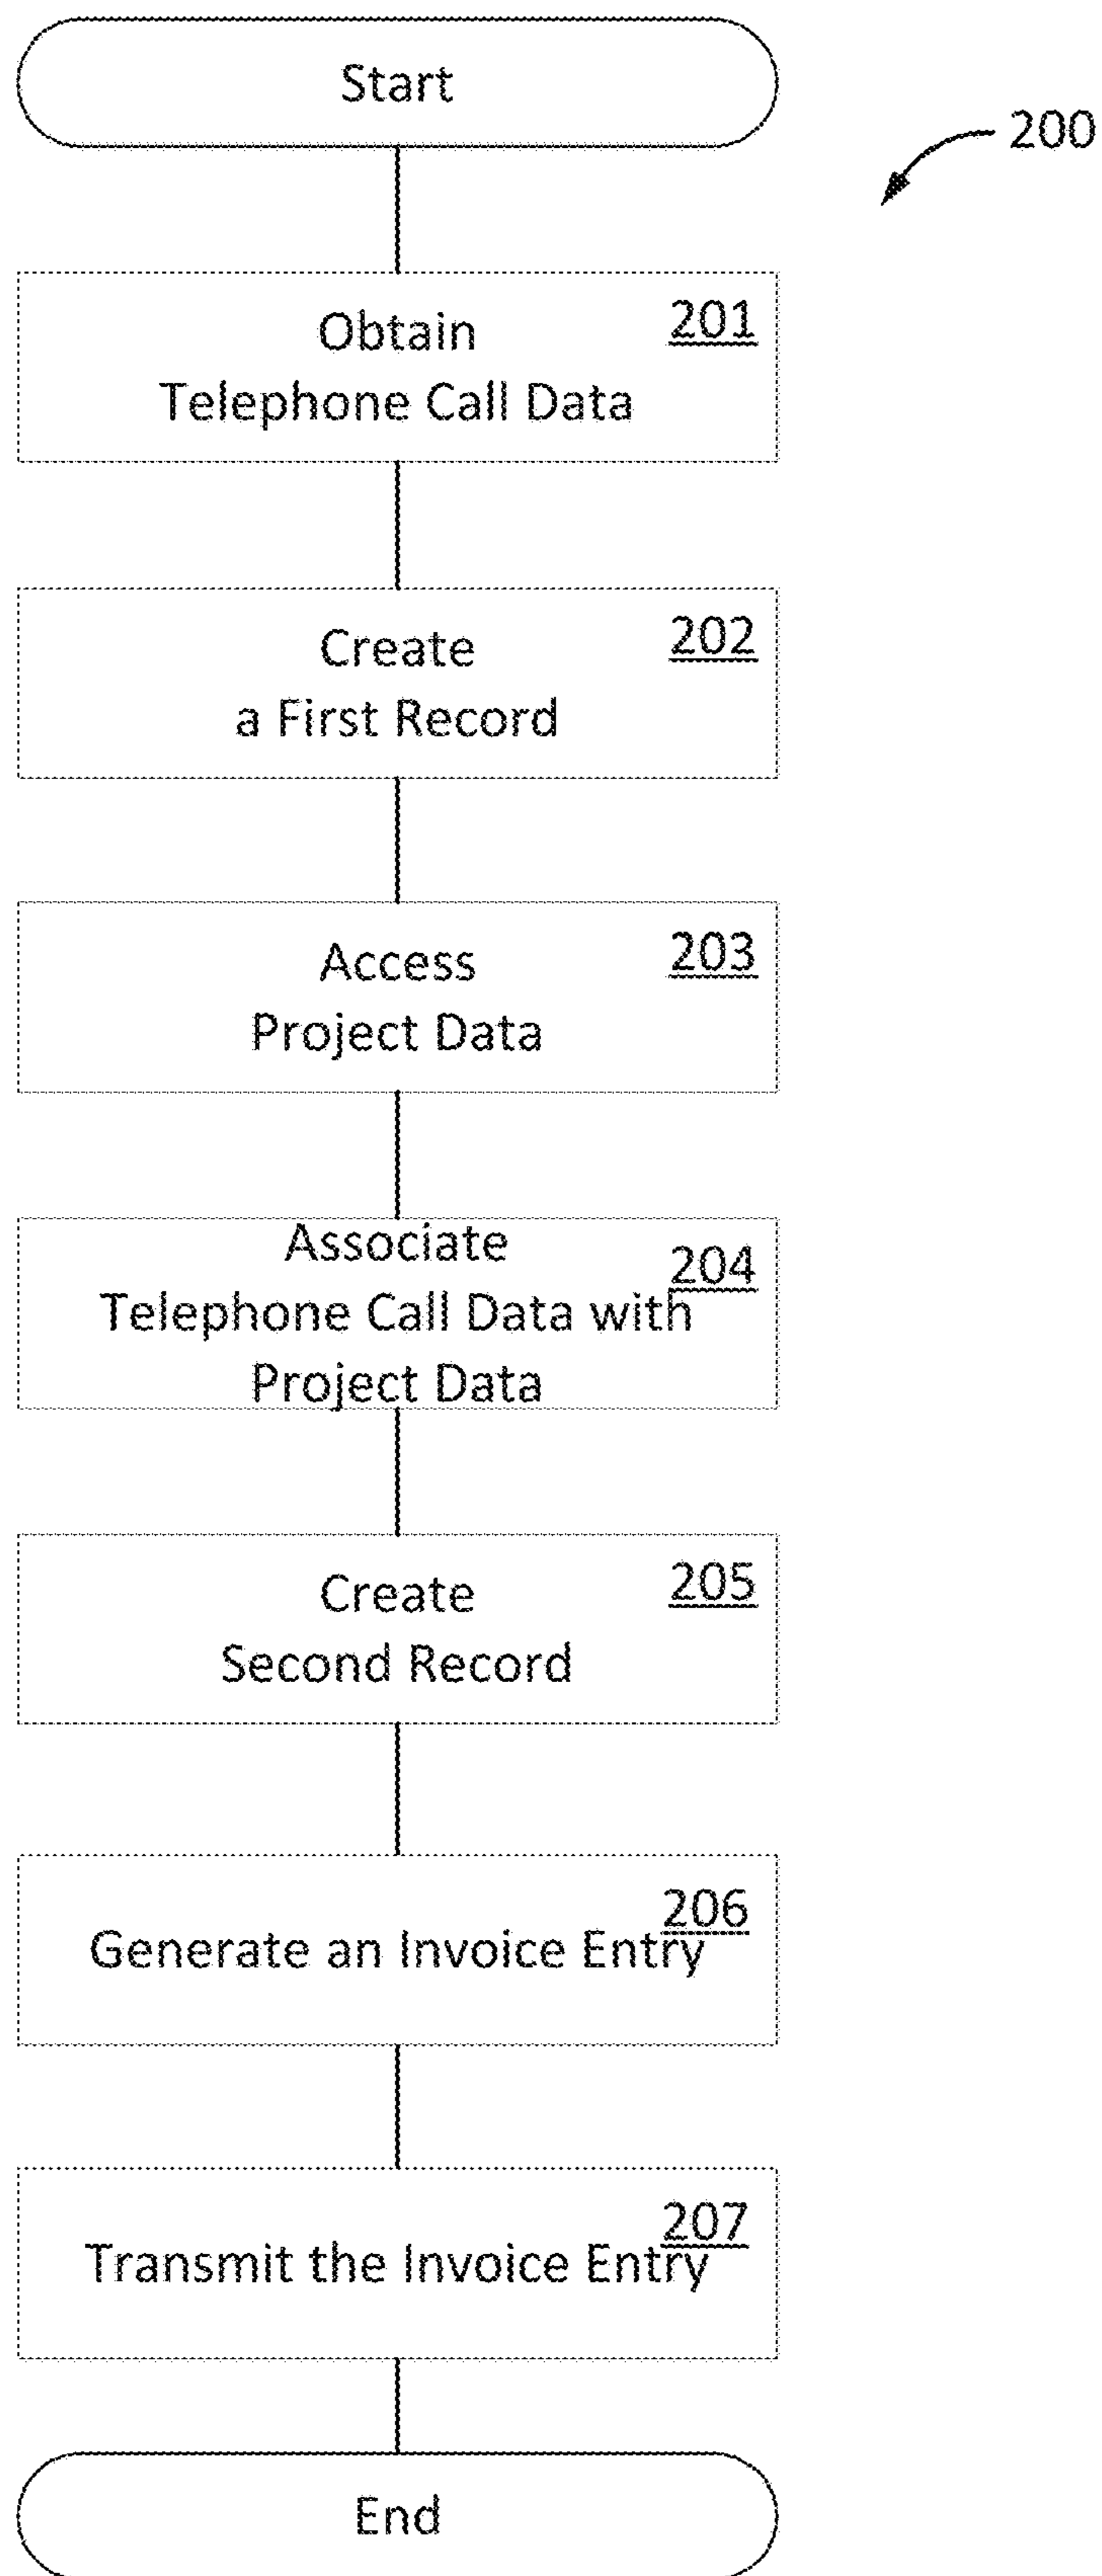 Start
200
Obtain
201
Telephone Call Data
Create
202
a First Record
Access
203
Project Data
Associate
204
Telephone Call Data with
Project Data
Create
205
Second Record
206
Generate an Invoice Entry
207
Transmit the Invoice Entry
End